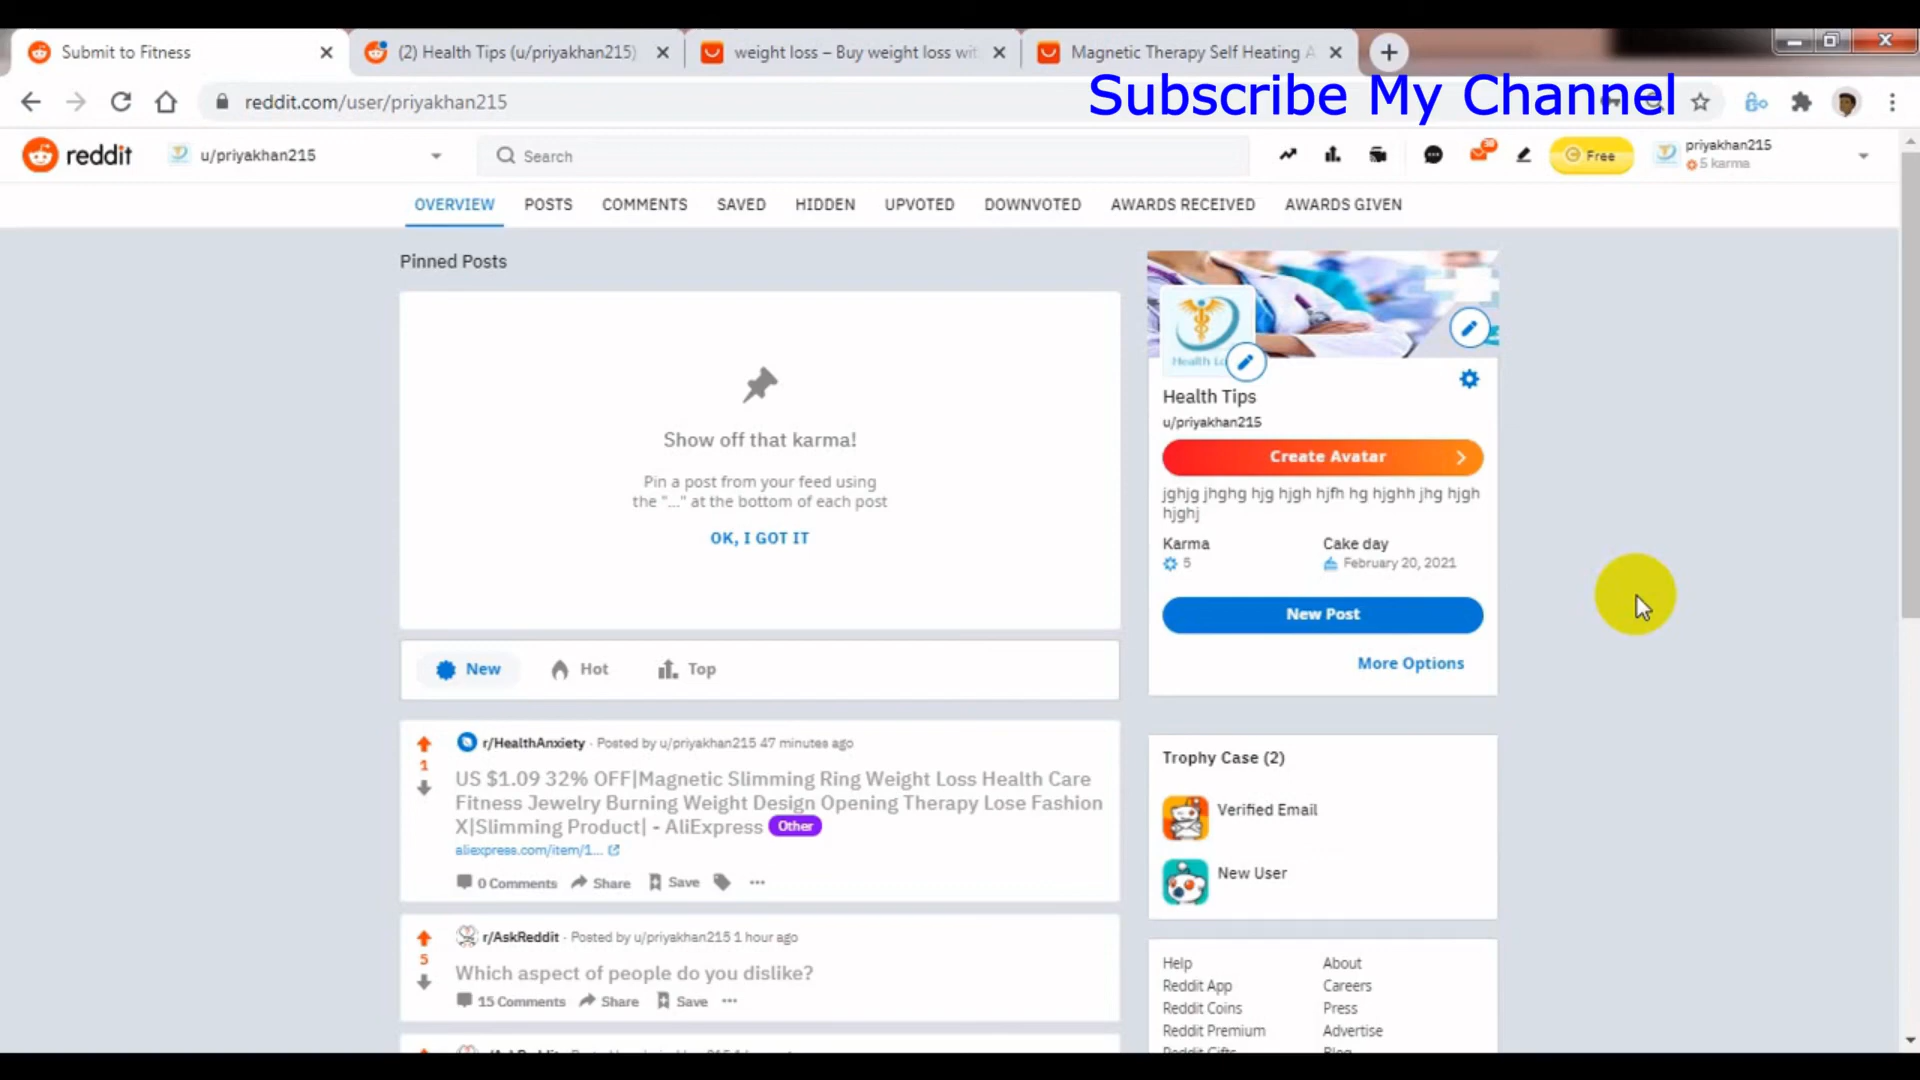 Submit to Fitness
(2) Health Tips (u/priyakhan215)
weight loss – Buy weight loss wit
Magnetic Therapy Self Heating A
reddit.com/user/priyakhan215
Subscribe My Channel
reddit
u/priyakhan215
Search
Free
priyakhan215
5 karma
OVERVIEW
POSTS
COMMENTS
SAVED
HIDDEN
UPVOTED
DOWNVOTED
AWARDS RECEIVED
AWARDS GIVEN
Pinned Posts
Show off that karma!
Pin a post from your feed using
the "..." at the bottom of each post
OK, I GOT IT
New
Hot
Top
r/HealthAnxiety · Posted by u/priyakhan215 47 minutes ago
1
US $1.09 32% OFF|Magnetic Slimming Ring Weight Loss Health Care
Fitness Jewelry Burning Weight Design Opening Therapy Lose Fashion
X|Slimming Product| - AliExpress Other
aliexpress.com/item/1...
0 Comments Share Save
r/AskReddit · Posted by u/priyakhan215 1 hour ago
5
Which aspect of people do you dislike?
15 Comments Share Save
Health
Health Tips
u/priyakhan215
Create Avatar
jghjg jhghg hjg hjgh hjfh hg hjghh jhg hjgh
hjghj
Karma
5
Cake day
February 20, 2021
New Post
More Options
Trophy Case (2)
Verified Email
New User
Help
About
Reddit App
Careers
Reddit Coins
Press
Reddit Premium
Advertise
Reddit Gifts
Blog